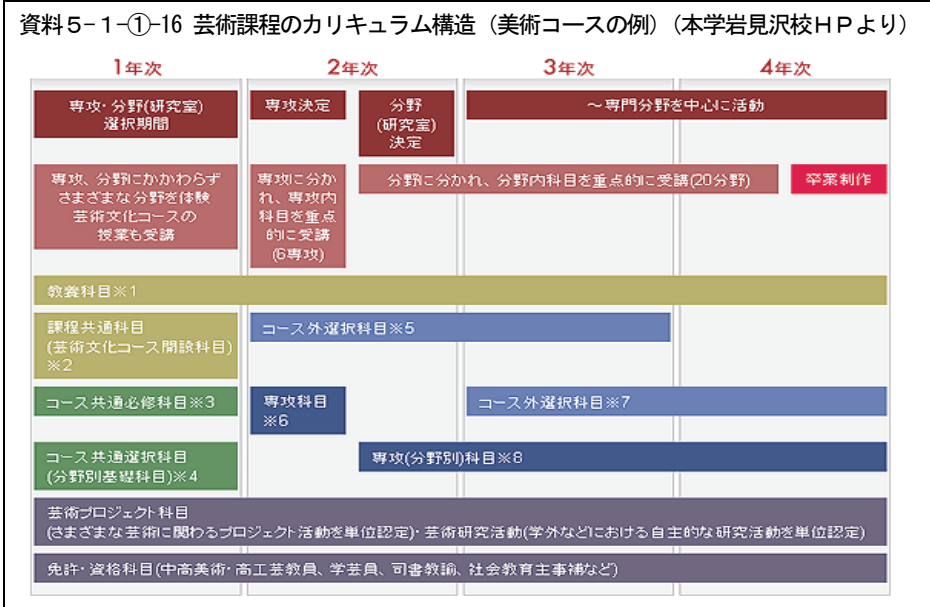 資料5-1-①-16 芸術課程のカリキュラム構造（美術コースの例）（本学岩見沢校HPより）
1年次 2年次 3年次 4年次
専攻・分野(研究室)
選択期間
専攻決定
分野
(研究室)
決定
～専門分野を中心に活動
専攻、分野にかかわらず
さまざまな分野を体験
芸術文化コースの
授業も受講
専攻に分か
れ、専攻内
科目を重点
的に受講
(6専攻)
分野に分かれ、分野内科目を重点的に受講(20分野)
卒業制作
教養科目※1
課程共通科目
(芸術文化コース開設科目)
※2
コース外選択科目※5
コース共通必修科目※3
専攻科目
※6
コース外選択科目※7
コース共通選択科目
(分野別基礎科目)※4
専攻(分野別)科目※8
芸術プロジェクト科目
(さまざまな芸術に関わるプロジェクト活動を単位認定)・芸術研究活動(学外などにおける自主的な研究活動を単位認定)
免許・資格科目(中高美術・高工芸教員、学芸員、司書教諭、社会教育主事補など)